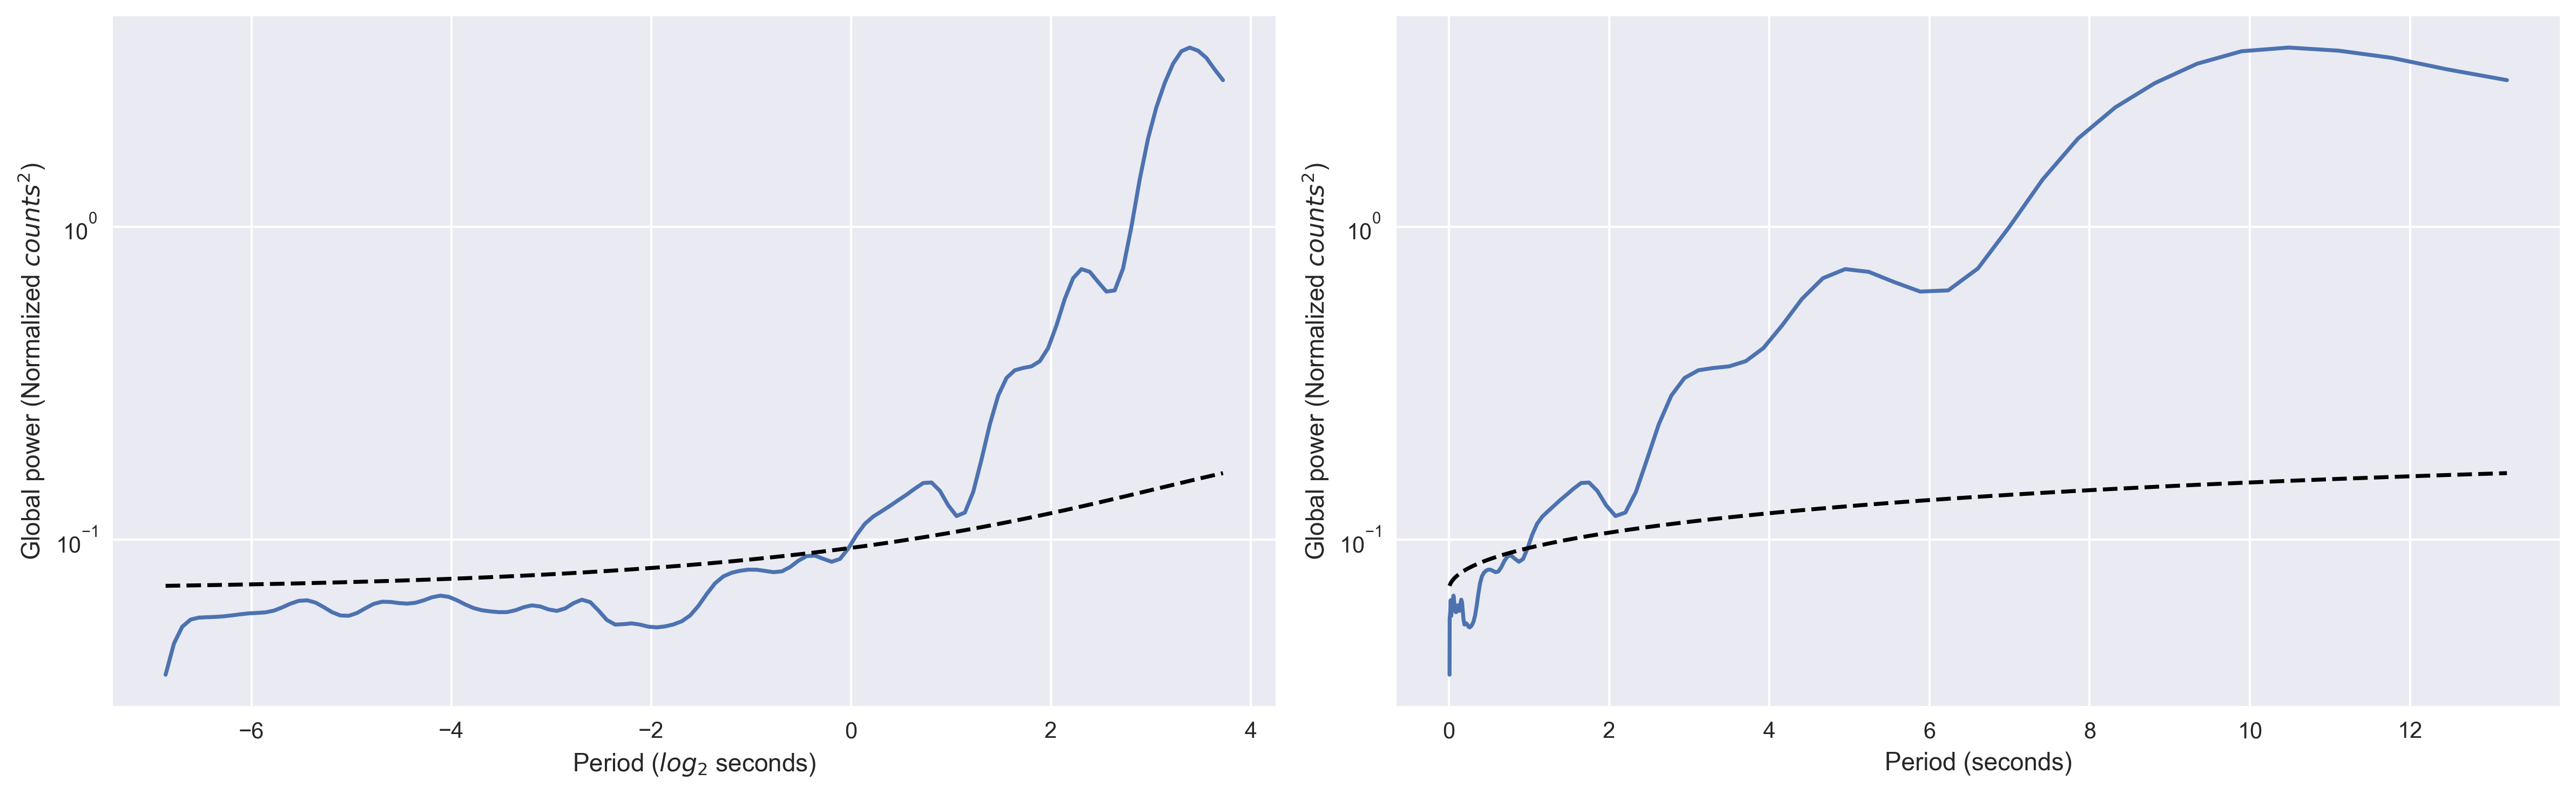 Global power (Normalized counts²)
10⁰
10⁻¹
−6 −4 −2 0 2 4
Period (log₂ seconds)
Global power (Normalized counts²)
10⁰
10⁻¹
0 2 4 6 8 10 12
Period (seconds)